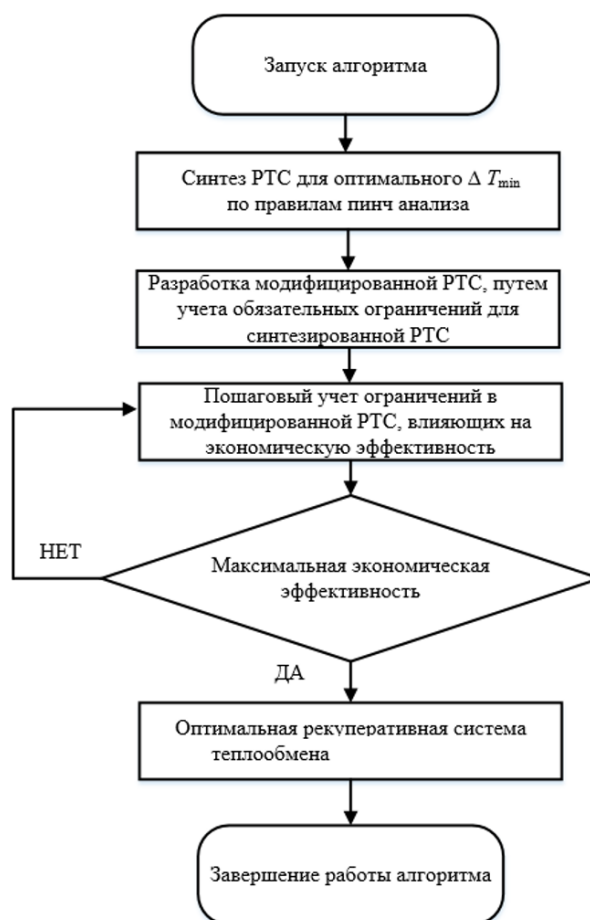 Запуск алгоритма
Синтез РТС для оптимального Δ Tmin
по правилам пинч анализа
Разработка модифицированной РТС, путем
учета обязательных ограничений для
синтезированной РТС
Пошаговый учет ограничений в
модифицированной РТС, влияющих на
экономическую эффективность
НЕТ
Максимальная экономическая
эффективность
ДА
Оптимальная рекуперативная система
теплообмена
Завершение работы алгоритма